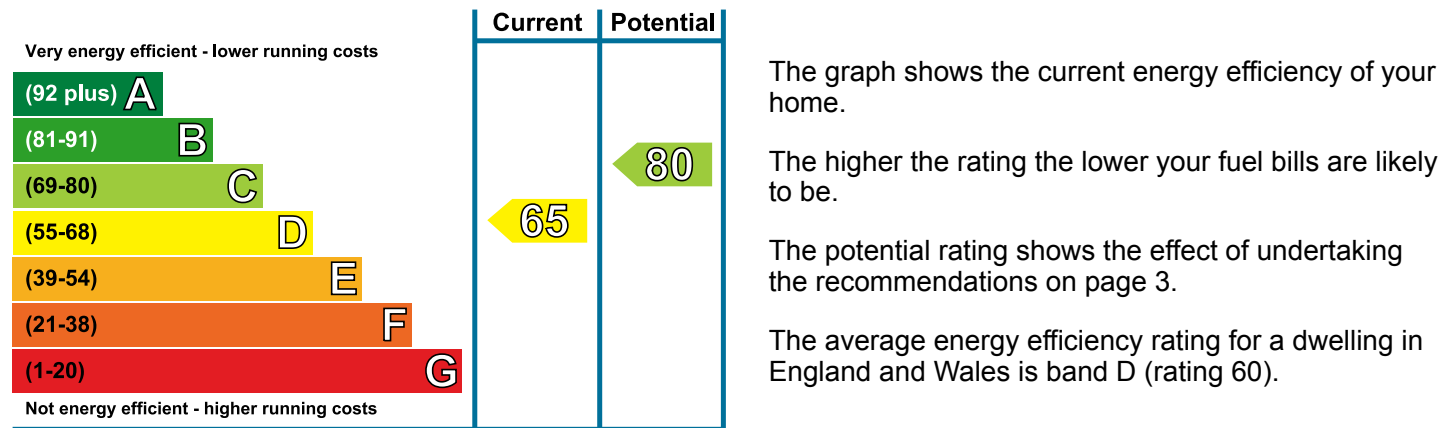 Current Potential
Very energy efficient - lower running costs
(92 plus) A
(81-91) B
(69-80) C
(55-68) D
(39-54) E
(21-38) F
(1-20) G
Not energy efficient - higher running costs
65
80
The graph shows the current energy efficiency of your
home.
The higher the rating the lower your fuel bills are likely
to be.
The potential rating shows the effect of undertaking
the recommendations on page 3.
The average energy efficiency rating for a dwelling in
England and Wales is band D (rating 60).